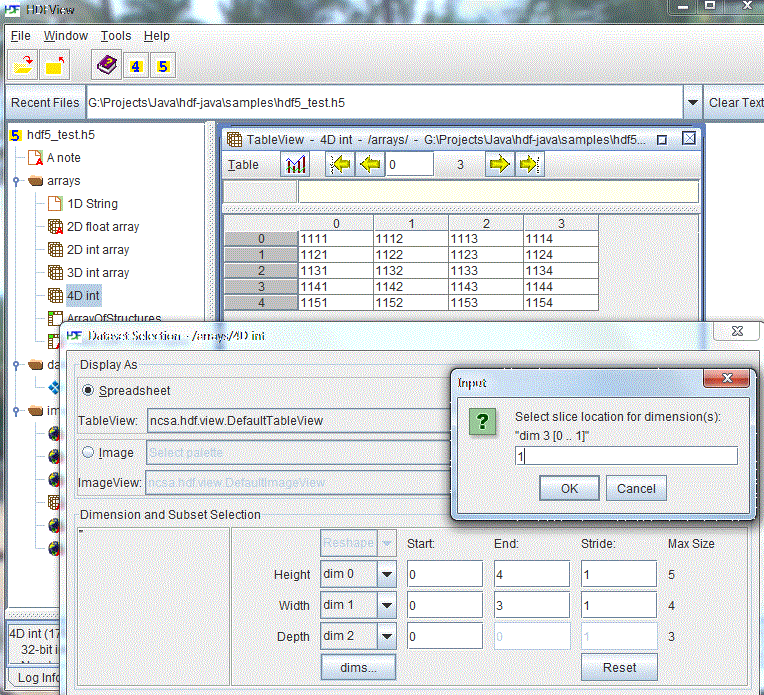 HDFView
File Window Tools Help
4 5
Recent Files G:\Projects\Java\hdf-java\samples\hdf5_test.h5 Clear Text
5 hdf5_test.h5
A note
arrays
1D String
2D float array
2D int array
3D int array
4D int
ArrayOfStructures
da
im
TableView - 4D int - /arrays/ - G:\Projects\Java\hdf-java\samples\hdf5...
Table 0 3
0 1 2 3
0 1111 1112 1113 1114
1 1121 1122 1123 1124
2 1131 1132 1133 1134
3 1141 1142 1143 1144
4 1151 1152 1153 1154
HDF Dataset Selection - /arrays/4D int
Display As
Spreadsheet
TableView: ncsa.hdf.view.DefaultTableView
Image Select palette
ImageView: ncsa.hdf.view.DefaultImageView
Input
? Select slice location for dimension(s):
"dim 3 [0 .. 1]"
1
OK Cancel
Dimension and Subset Selection
Reshape Start: End: Stride: Max Size
Height dim 0 0 4 1 5
Width dim 1 0 3 1 4
Depth dim 2 0 0 1 3
dims... Reset
4D int (17
32-bit i
Log Info